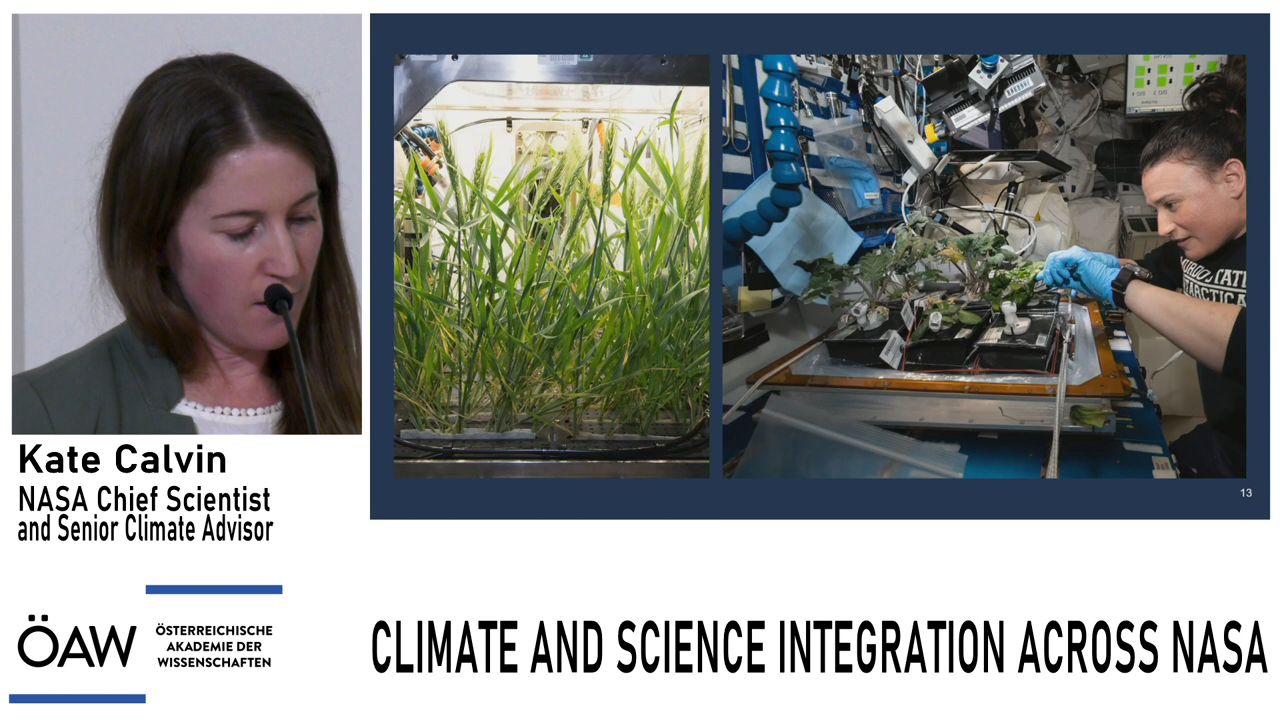 Kate Calvin
NASA Chief Scientist
and Senior Climate Advisor
ÖAW
ÖSTERREICHISCHE
AKADEMIE DER
WISSENSCHAFTEN
13
CLIMATE AND SCIENCE INTEGRATION ACROSS NASA